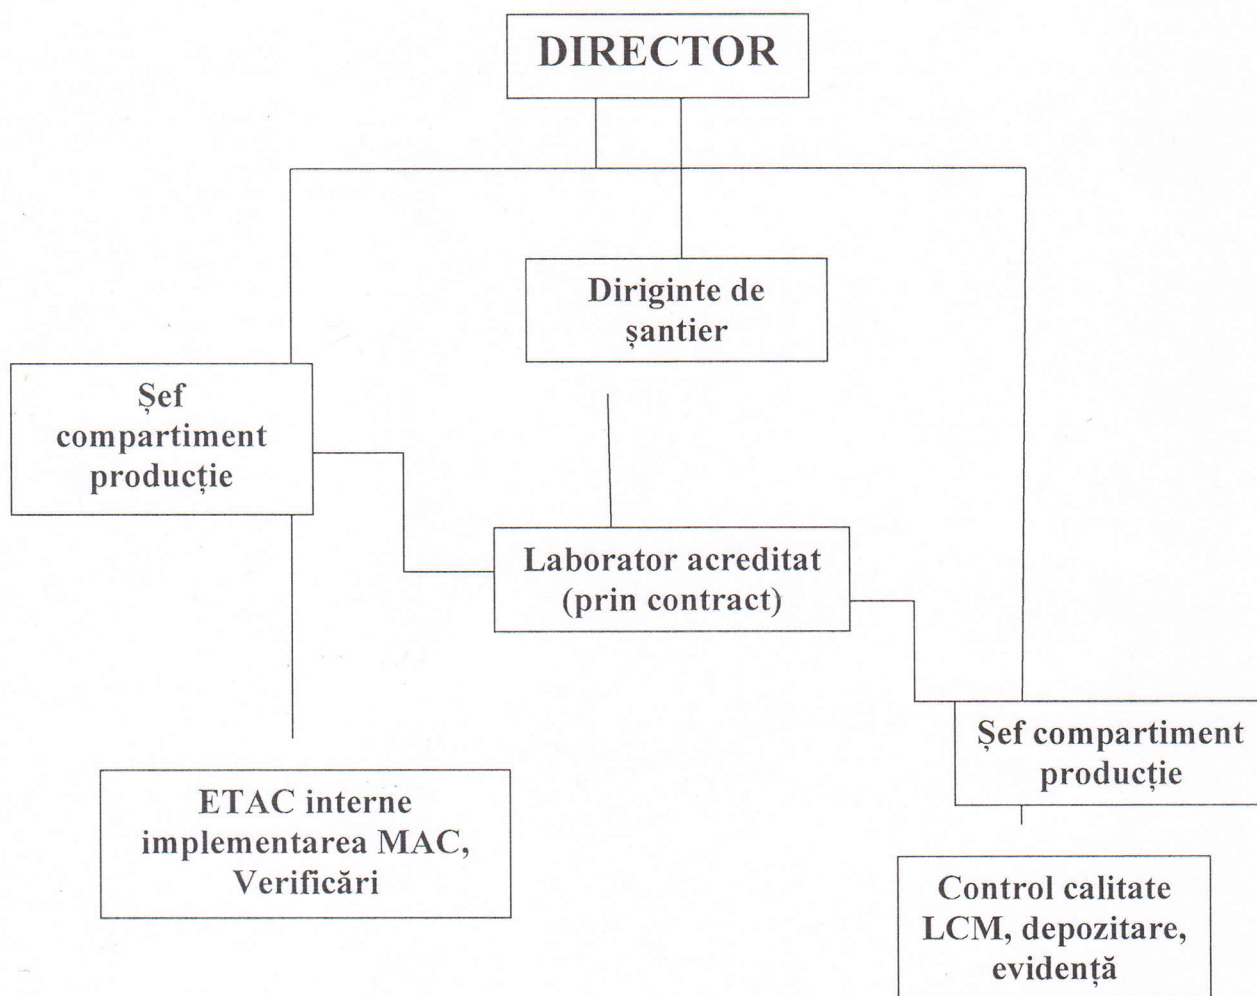 DIRECTOR
Diriginte de
șantier
Șef
compartiment
producție
Laborator acreditat
(prin contract)
Șef compartiment
producție
ETAC interne
implementarea MAC,
Verificări
Control calitate
LCM, depozitare,
evidență